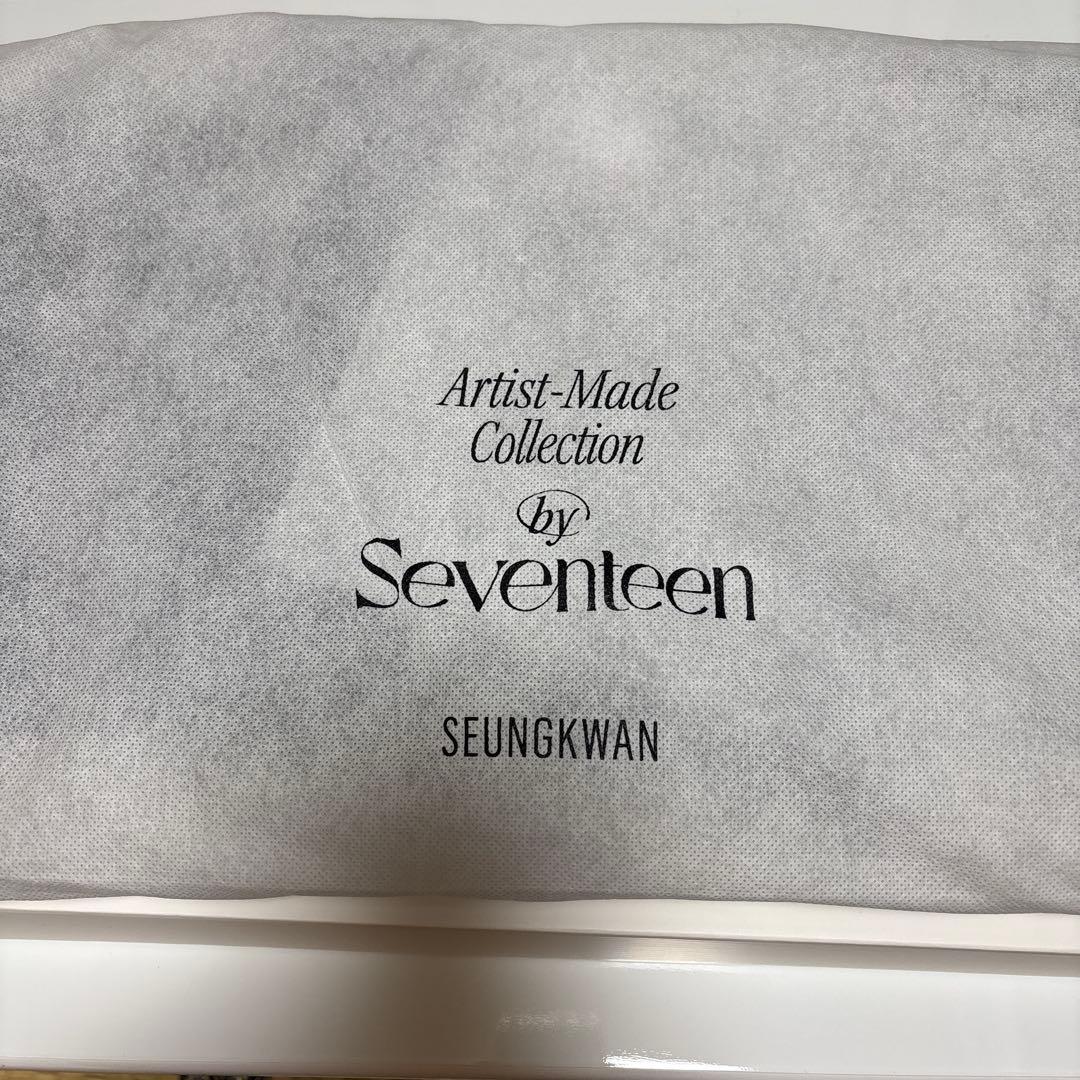 Artist-Made
Collection
by
Seventeen
SEUNGKWAN